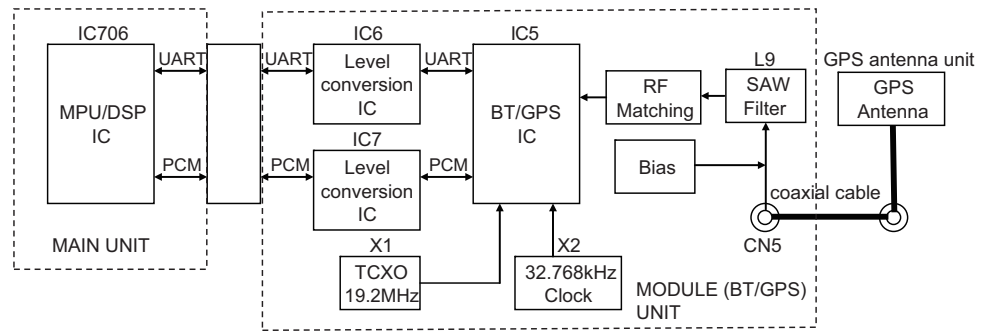 IC706
MPU/DSP
IC
UART
PCM
MAIN UNIT
UART
PCM
IC6
Level
conversion
IC
IC7
Level
conversion
IC
UART
PCM
IC5
BT/GPS
IC
X1
TCXO
19.2MHz
X2
32.768kHz
Clock
RF
Matching
L9
SAW
Filter
Bias
GPS antenna unit
GPS
Antenna
coaxial cable
CN5
MODULE (BT/GPS)
UNIT